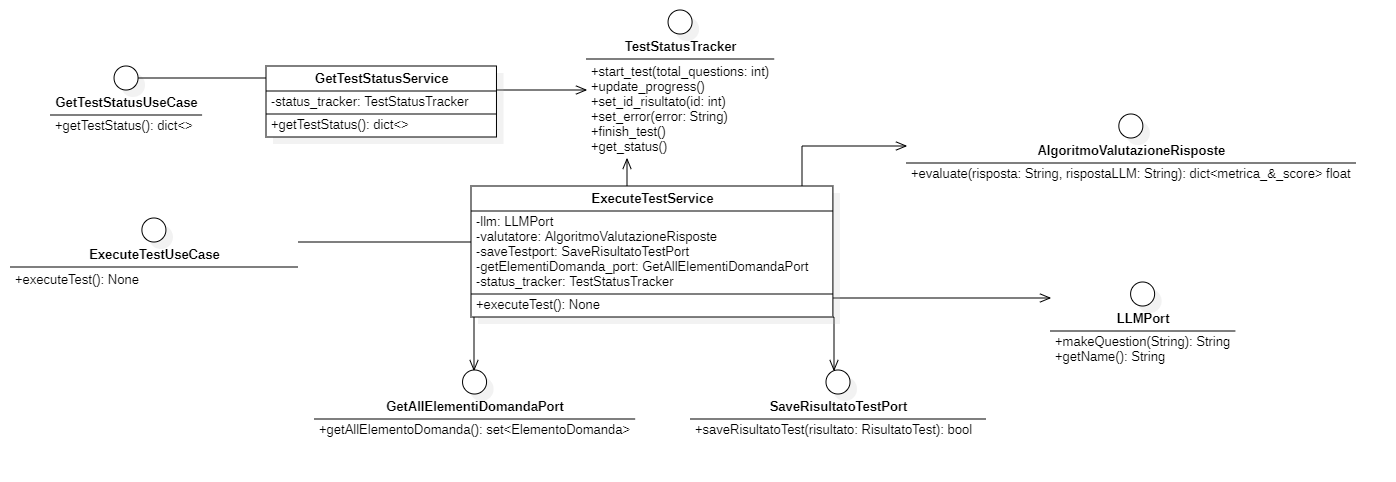 TestStatusTracker
+start_test(total_questions: int)
+update_progress()
+set_id_risultato(id: int)
+set_error(error: String)
+finish_test()
+get_status()
GetTestStatusUseCase
+getTestStatus(): dict<>
GetTestStatusService
-status_tracker: TestStatusTracker
+getTestStatus(): dict<>
AlgoritmoValutazioneRisposte
+evaluate(risposta: String, rispostaLLM: String): dict<metrica_&_score> float
ExecuteTestUseCase
+executeTest(): None
ExecuteTestService
-llm: LLMPort
-valutatore: AlgoritmoValutazioneRisposte
-saveTestport: SaveRisultatoTestPort
-getElementiDomanda_port: GetAllElementiDomandaPort
-status_tracker: TestStatusTracker
+executeTest(): None
LLMPort
+makeQuestion(String): String
+getName(): String
GetAllElementiDomandaPort
+getAllElementoDomanda(): set<ElementoDomanda>
SaveRisultatoTestPort
+saveRisultatoTest(risultato: RisultatoTest): bool